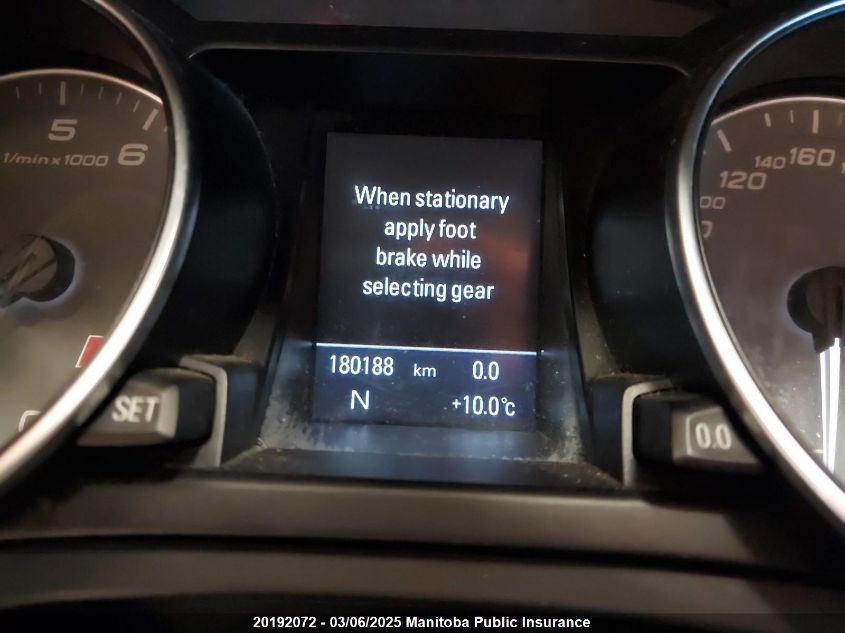 5
6
1/min x 1000
When stationary
apply foot
brake while
selecting gear
180188 km 0.0
N +10.0°C
SET
0.0
120
140
160
20192072 - 03/06/2025 Manitoba Public Insurance